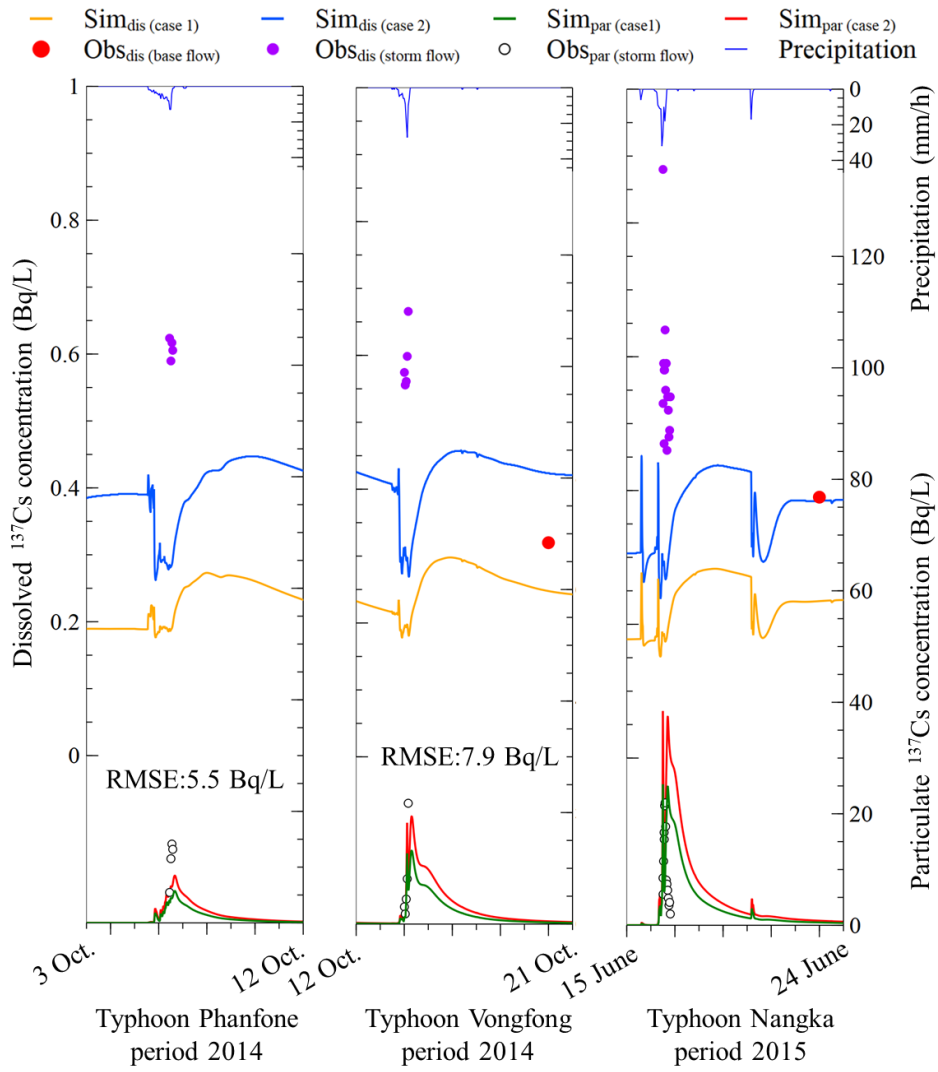 Sim dis (case 1) Sim dis (case 2) Sim par (case1) Sim par (case 2)
Obs dis (base flow) Obs dis (storm flow) Obs par (storm flow) Precipitation
1
0.8
0.6
0.4
0.2
0
Dissolved ¹³⁷Cs concentration (Bq/L)
0
20
40
Precipitation (mm/h)
120
100
80
60
40
20
0
Particulate ¹³⁷Cs concentration (Bq/L)
RMSE:5.5 Bq/L
RMSE:7.9 Bq/L
3 Oct.
12 Oct.
12 Oct.
21 Oct.
15 June
24 June
Typhoon Phanfone
period 2014
Typhoon Vongfong
period 2014
Typhoon Nangka
period 2015